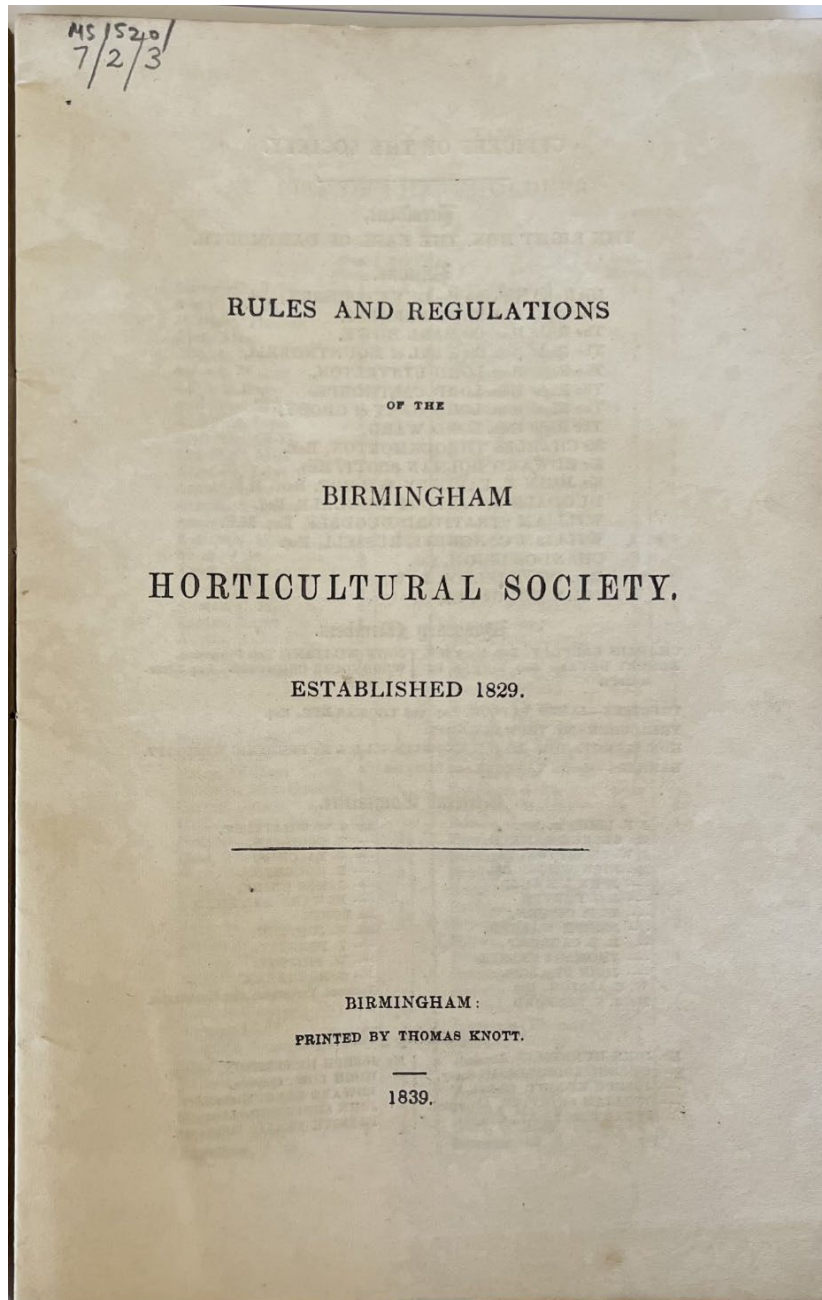 MS 1520/
7/2/3
RULES AND REGULATIONS
OF THE
BIRMINGHAM
HORTICULTURAL SOCIETY.
ESTABLISHED 1829.
BIRMINGHAM:
PRINTED BY THOMAS KNOTT.
1839.